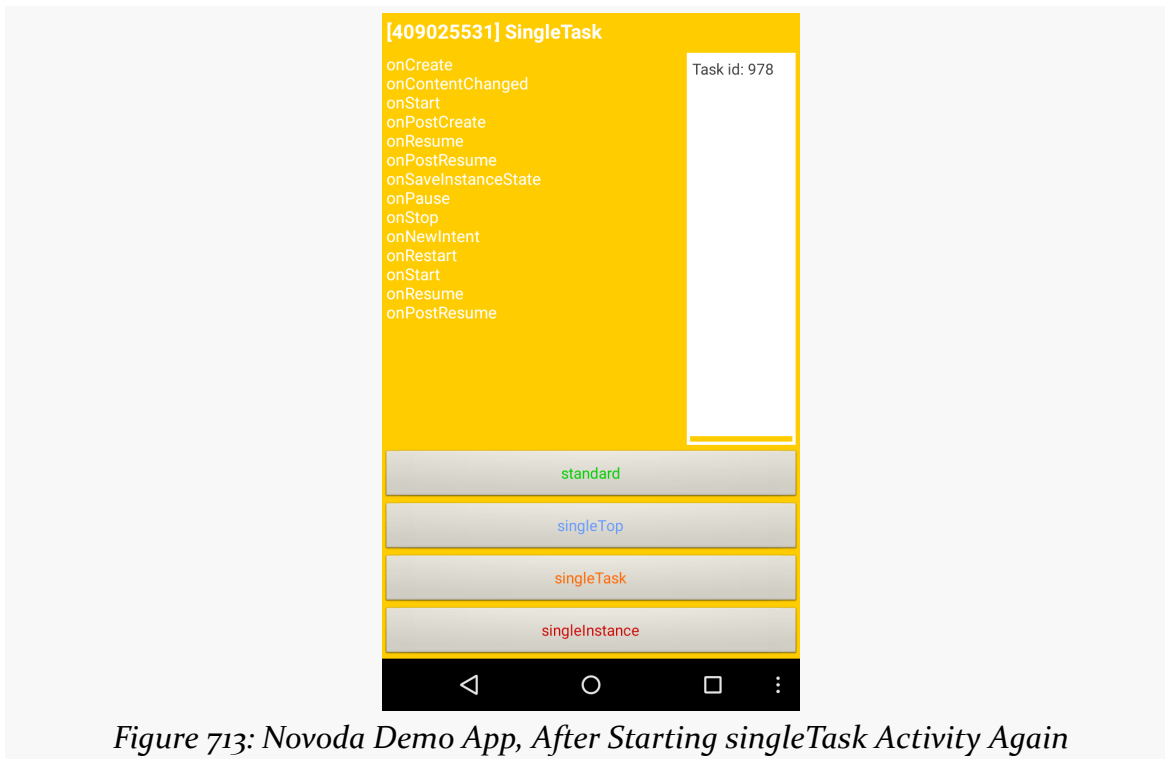 [409025531] SingleTask
onCreate
onContentChanged
onStart
onPostCreate
onResume
onPostResume
onSaveInstanceState
onPause
onStop
onNewIntent
onRestart
onStart
onResume
onPostResume
Task id: 978
standard
singleTop
singleTask
singleInstance
Figure 713: Novoda Demo App, After Starting singleTask Activity Again